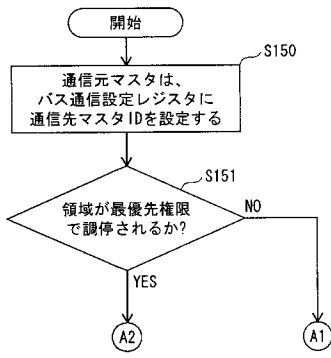 開始
S150
通信元マスタは、
バス通信設定レジスタに
通信先マスタIDを設定する
S151
領域が最優先権限
で調停されるか?
NO
YES
A2
A1